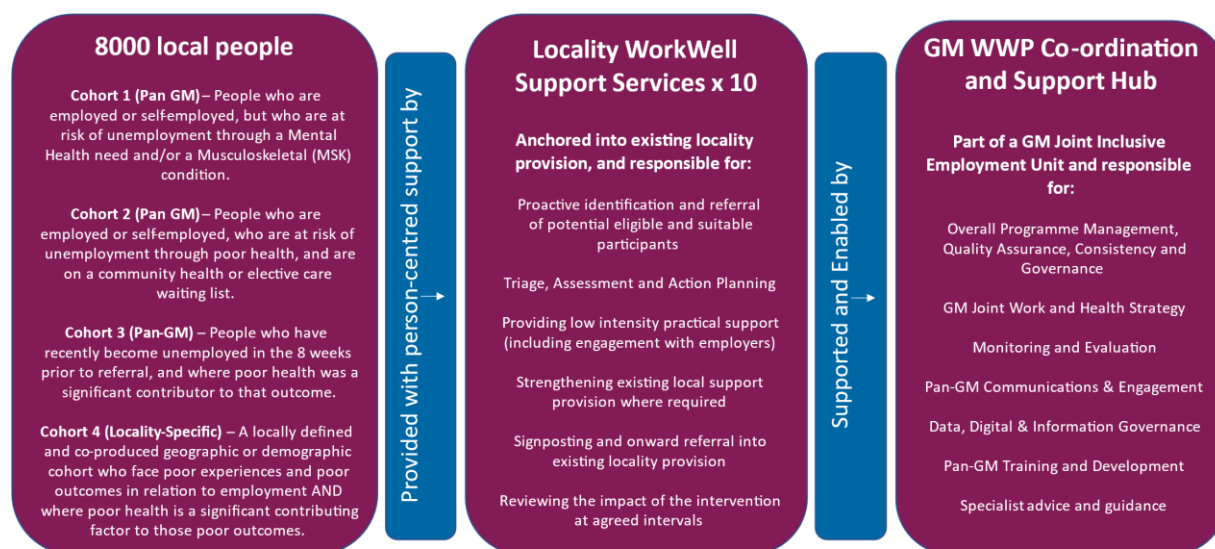 8000 local people
Cohort 1 (Pan GM) – People who are
employed or self-employed, but who are at
risk of unemployment through a Mental
Health need and/or a Musculoskeletal (MSK)
condition.
Cohort 2 (Pan GM) – People who are
employed or self-employed, who are at risk of
unemployment through poor health, and are
on a community health or elective care
waiting list.
Cohort 3 (Pan-GM) – People who have
recently become unemployed in the 8 weeks
prior to referral, and where poor health was a
significant contributor to that outcome.
Cohort 4 (Locality-Specific) – A locally defined
and co-produced geographic or demographic
cohort who face poor experiences and poor
outcomes in relation to employment AND
where poor health is a significant contributing
factor to those poor outcomes.
Provided with person-centred support by
Locality WorkWell
Support Services x 10
Anchored into existing locality
provision, and responsible for:
Proactive identification and referral
of potential eligible and suitable
participants
Triage, Assessment and Action Planning
Providing low intensity practical support
(including engagement with employers)
Strengthening existing local support
provision where required
Signposting and onward referral into
existing locality provision
Reviewing the impact of the intervention
at agreed intervals
Supported and Enabled by
GM WWP Co-ordination
and Support Hub
Part of a GM Joint Inclusive
Employment Unit and responsible
for:
Overall Programme Management,
Quality Assurance, Consistency and
Governance
GM Joint Work and Health Strategy
Monitoring and Evaluation
Pan-GM Communications & Engagement
Data, Digital & Information Governance
Pan-GM Training and Development
Specialist advice and guidance